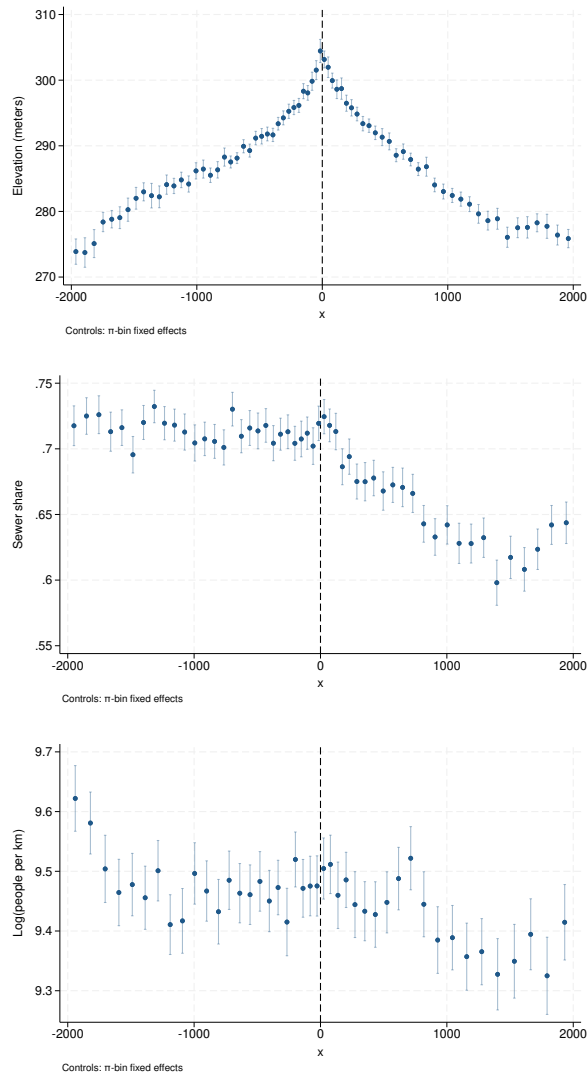 310
300
290
280
270
Elevation (meters)
-2000 -1000 0 1000 2000
x
Controls: π-bin fixed effects
.75
.7
.65
.6
.55
Sewer share
-2000 -1000 0 1000 2000
x
Controls: π-bin fixed effects
9.7
9.6
9.5
9.4
9.3
Log(people per km)
-2000 -1000 0 1000 2000
x
Controls: π-bin fixed effects